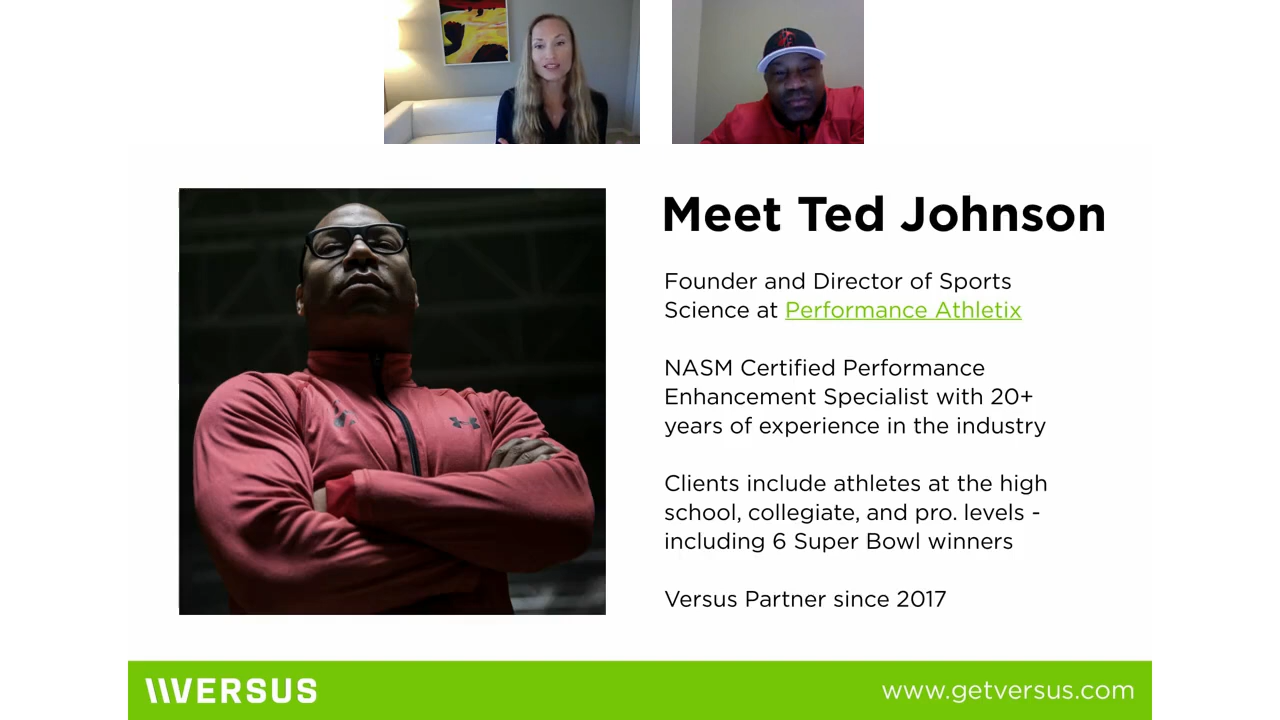 Meet Ted Johnson
Founder and Director of Sports
Science at Performance Athletix
NASM Certified Performance
Enhancement Specialist with 20+
years of experience in the industry
Clients include athletes at the high
school, collegiate, and pro. levels -
including 6 Super Bowl winners
Versus Partner since 2017
VERSUS
www.getversus.com